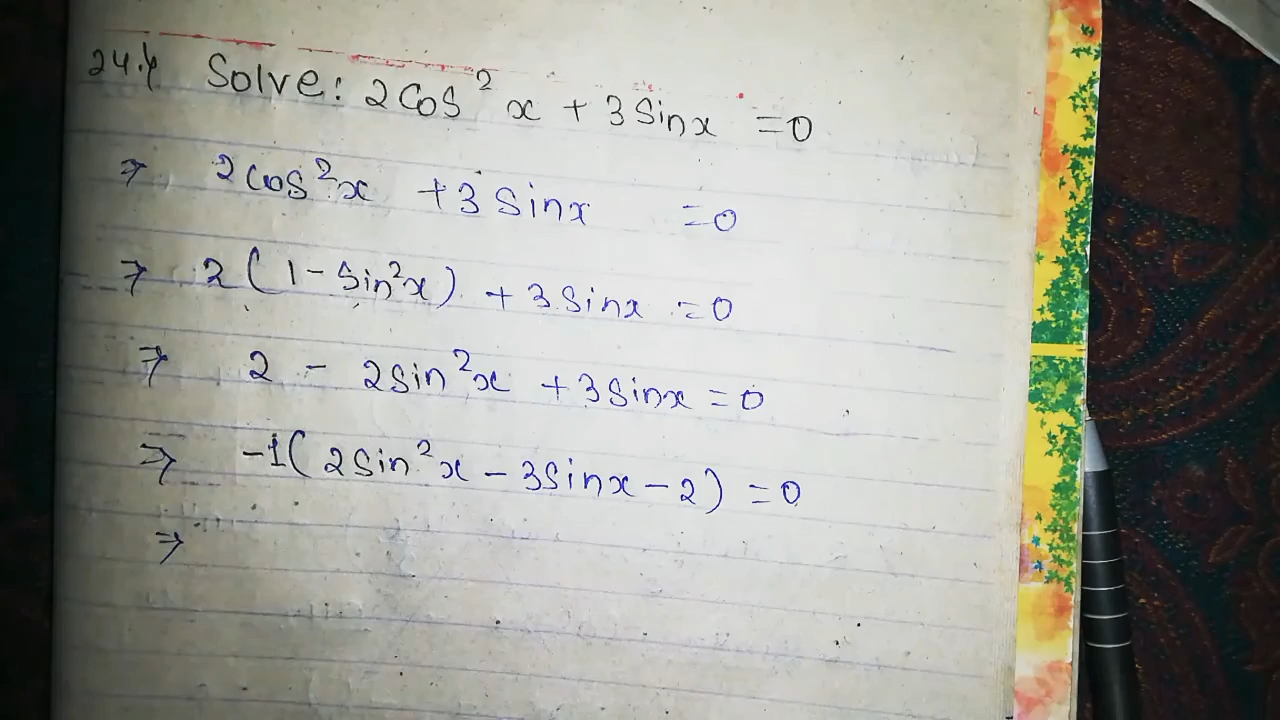 24.) Solve: 2cos²x + 3sinx = 0
⇒ 2cos²x + 3sinx = 0
⇒ 2(1 - sin²x) + 3sinx = 0
⇒ 2 - 2sin²x + 3sinx = 0
⇒ -1(2sin²x - 3sinx - 2) = 0
⇒